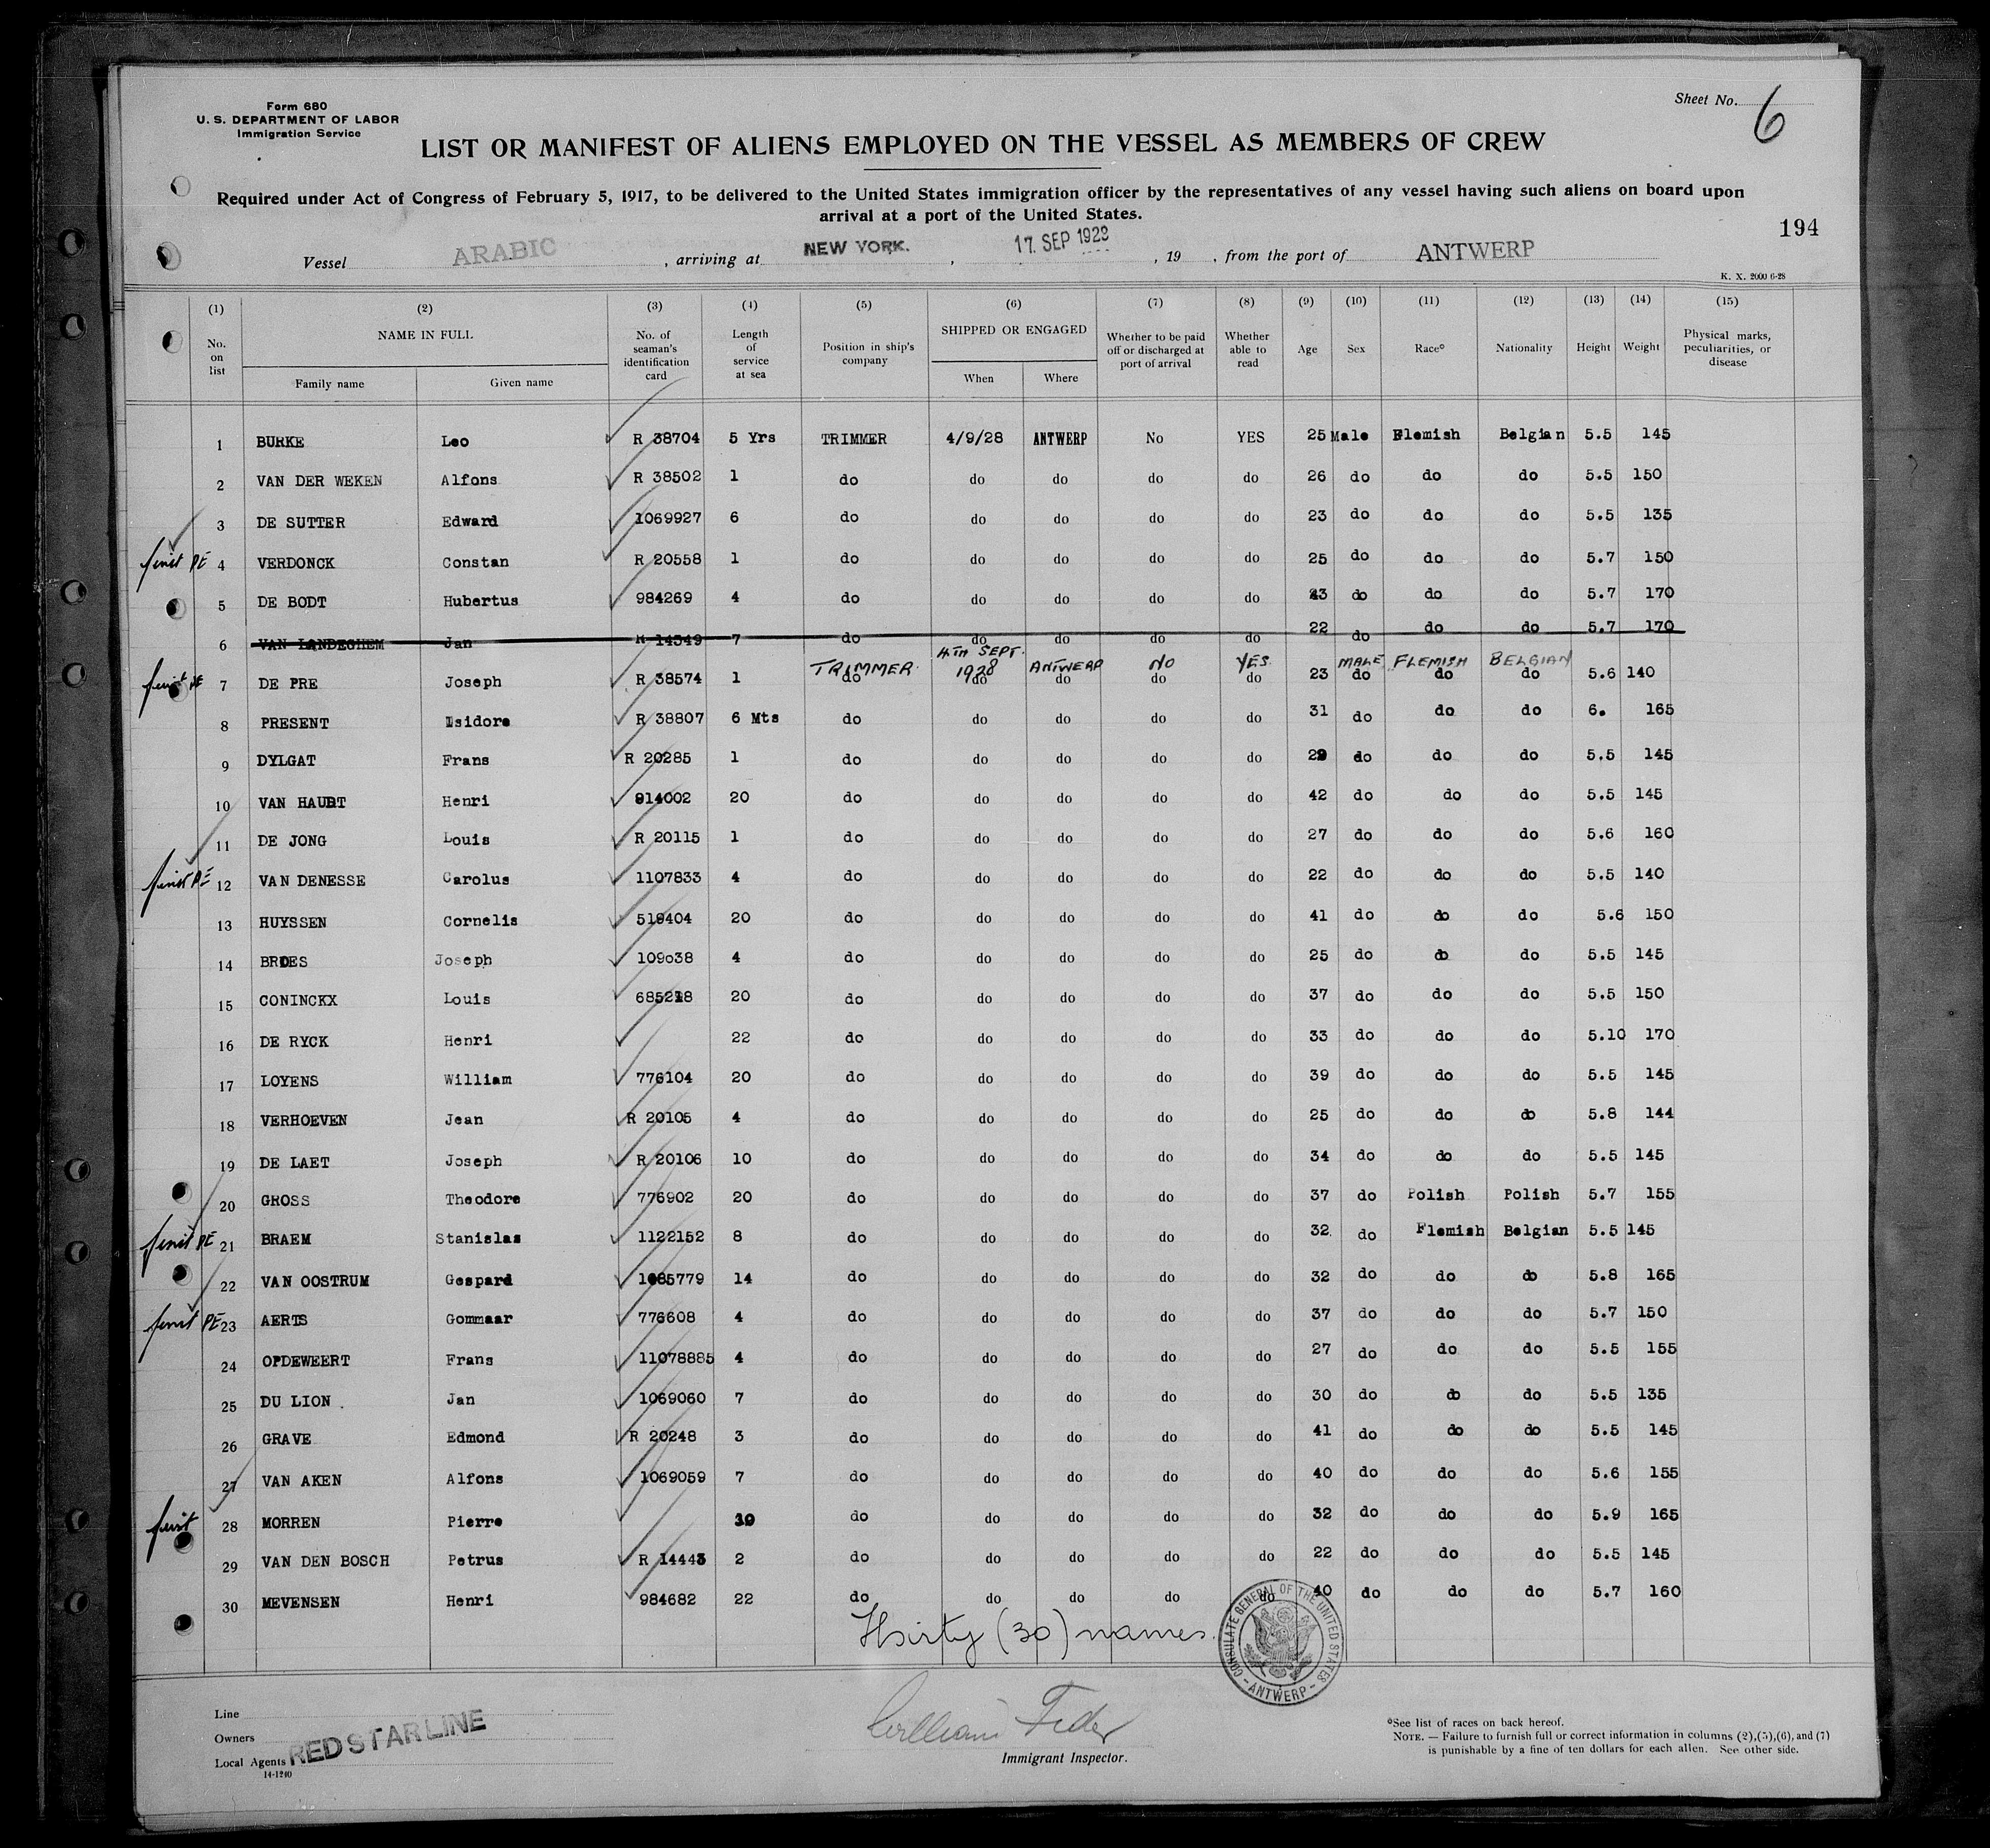 Form 680
U. S. DEPARTMENT OF LABOR
Immigration Service
Sheet No. 6
LIST OR MANIFEST OF ALIENS EMPLOYED ON THE VESSEL AS MEMBERS OF CREW
Required under Act of Congress of February 5, 1917, to be delivered to the United States immigration officer by the representatives of any vessel having such aliens on board upon
arrival at a port of the United States.
194
Vessel ARABIC, arriving at NEW YORK., 17. SEP 1928, 19 , from the port of ANTWERP
K. X. 2000 6-28
(1) (2) (3) (4) (5) (6) (7) (8) (9) (10) (11) (12) (13) (14) (15)
No. on list NAME IN FULL Family name Given name No. of seaman's identification card Length of service at sea Position in ship's company SHIPPED OR ENGAGED When Where Whether to be paid off or discharged at port of arrival Whether able to read Age Sex Race* Nationality Height Weight Physical marks, peculiarities, or disease
1 BURKE Leo R 38704 5 Yrs TRIMMER 4/9/28 ANTWERP No YES 25 Male Flemish Belgian 5.5 145
2 VAN DER WEKEN Alfons R 38502 1 do do do do do 26 do do do 5.5 150
3 DE SUTTER Edward 1069927 6 do do do do do 23 do do do 5.5 135
4 VERDONCK Constan R 20558 1 do do do do do 25 do do do 5.7 150
5 DE BODT Hubertus 984269 4 do do do do do 23 do do do 5.7 170
6 VAN LANDEGHEM Jan R 14549 7 do do do do do 22 do do do 5.7 170
TRIMMER 4TH SEPT. 1928 ANTWERP NO YES MALE FLEMISH BELGIAN
7 DE PRE Joseph R 38574 1 do do do do do 23 do do do 5.6 140
8 PRESENT Isidore R 38807 6 Mts do do do do do 31 do do do 6. 165
9 DYLGAT Frans R 20285 1 do do do do do 29 do do do 5.5 145
10 VAN HAUDT Henri 914002 20 do do do do do 42 do do do 5.5 145
11 DE JONG Louis R 20115 1 do do do do do 27 do do do 5.6 160
12 VAN DENESSE Carolus 1107833 4 do do do do do 22 do do do 5.5 140
13 HUYSSEN Cornelis 519404 20 do do do do do 41 do do do 5.6 150
14 BROES Joseph 109038 4 do do do do do 25 do do do 5.5 145
15 CONINCKX Louis 685218 20 do do do do do 37 do do do 5.5 150
16 DE RYCK Henri 22 do do do do do 33 do do do 5.10 170
17 LOYENS William 776104 20 do do do do do 39 do do do 5.5 145
18 VERHOEVEN Jean R 20105 4 do do do do do 25 do do do 5.8 144
19 DE LAET Joseph R 20106 10 do do do do do 34 do do do 5.5 145
20 GROSS Theodore 776902 20 do do do do do 37 do Polish Polish 5.7 155
21 BRAEM Stanislas 1122152 8 do do do do do 32 do Flemish Belgian 5.5 145
22 VAN OOSTRUM Gaspard 1085779 14 do do do do do 32 do do do 5.8 165
23 AERTS Gommaar 776608 4 do do do do do 37 do do do 5.7 150
24 OPDEWEERT Frans 11078885 4 do do do do do 27 do do do 5.5 155
25 DU LION Jan 1069060 7 do do do do do 30 do do do 5.5 135
26 GRAVE Edmond R 20248 3 do do do do do 41 do do do 5.5 145
27 VAN AKEN Alfons 1069059 7 do do do do do 40 do do do 5.6 155
28 MORREN Pierre do do do do do 32 do do do 5.9 165
29 VAN DEN BOSCH Petrus R 14443 2 do do do do do 22 do do do 5.5 145
30 MEVENSEN Henri 984682 22 do do do do do 40 do do do 5.7 160
Thirty (30) names.
CONSULATE GENERAL OF THE UNITED STATES - ANTWERP -
Line
Owners
Local Agents RED STAR LINE
14-1240
William Feder
Immigrant Inspector.
*See list of races on back hereof.
NOTE. — Failure to furnish full or correct information in columns (2),(5),(6), and (7)
is punishable by a fine of ten dollars for each alien. See other side.